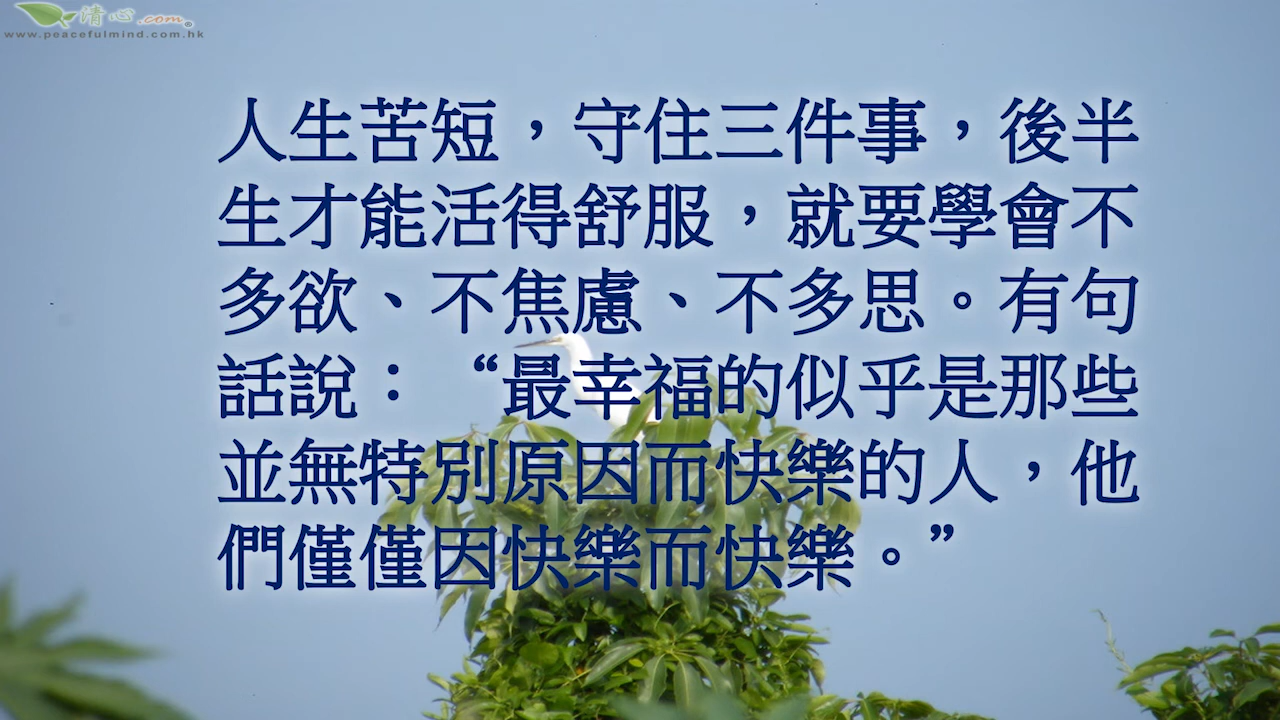 清心.com®
www.peacefulmind.com.hk
人生苦短，守住三件事，後半
生才能活得舒服，就要學會不
多欲、不焦慮、不多思。有句
話說：“最幸福的似乎是那些
並無特別原因而快樂的人，他
們僅僅因快樂而快樂。”